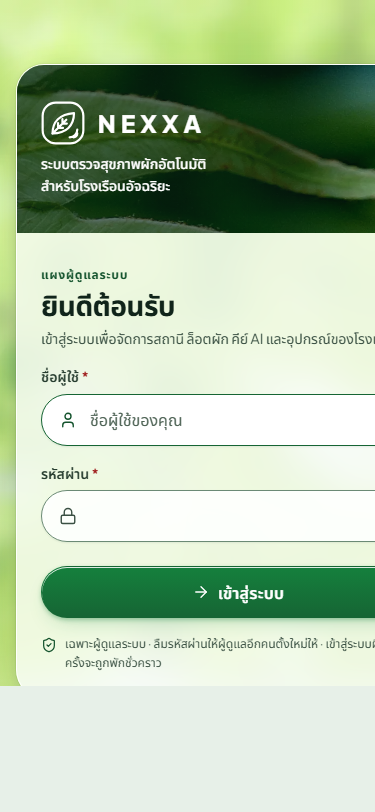 NEXXA
ระบบตรวจสุขภาพผักอัตโนมัติ
สำหรับโรงเรือนอัจฉริยะ
แผงผู้ดูแลระบบ
ยินดีต้อนรับ
เข้าสู่ระบบเพื่อจัดการสถานี ล็อตผัก คีย์ AI และอุปกรณ์ของโรง
ชื่อผู้ใช้ *
ชื่อผู้ใช้ของคุณ
รหัสผ่าน *
เข้าสู่ระบบ
เฉพาะผู้ดูแลระบบ · ลืมรหัสผ่านให้ผู้ดูแลอีกคนตั้งใหม่ให้ · เข้าสู่ระบบ
ครั้งจะถูกพักชั่วคราว